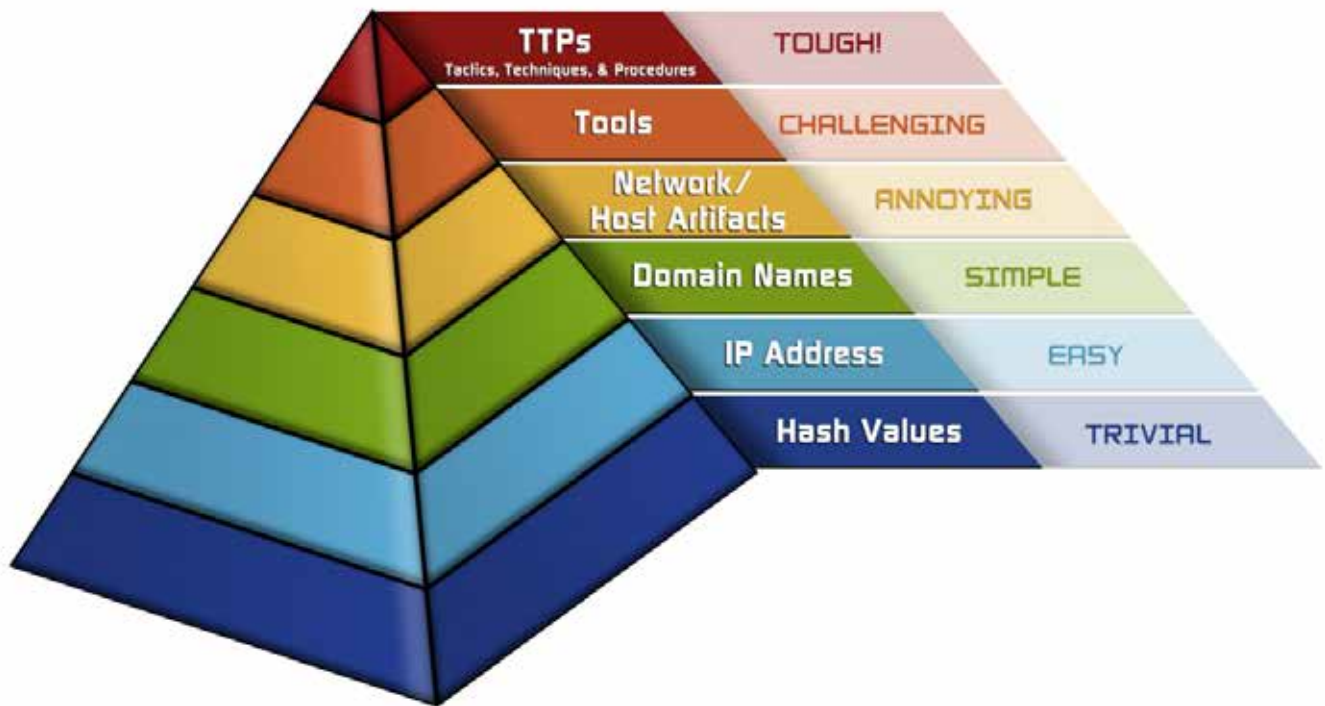 TTPs
Tactics, Techniques, & Procedures
TOUGH!
Tools
CHALLENGING
Network/
Host Artifacts
ANNOYING
Domain Names
SIMPLE
IP Address
EASY
Hash Values
TRIVIAL